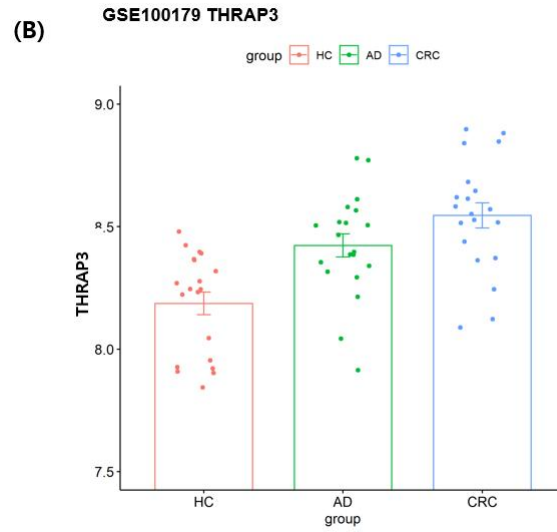 (B)
GSE100179 THRAP3
group HC AD CRC
9.0
8.5
8.0
7.5
THRAP3
HC AD CRC
group